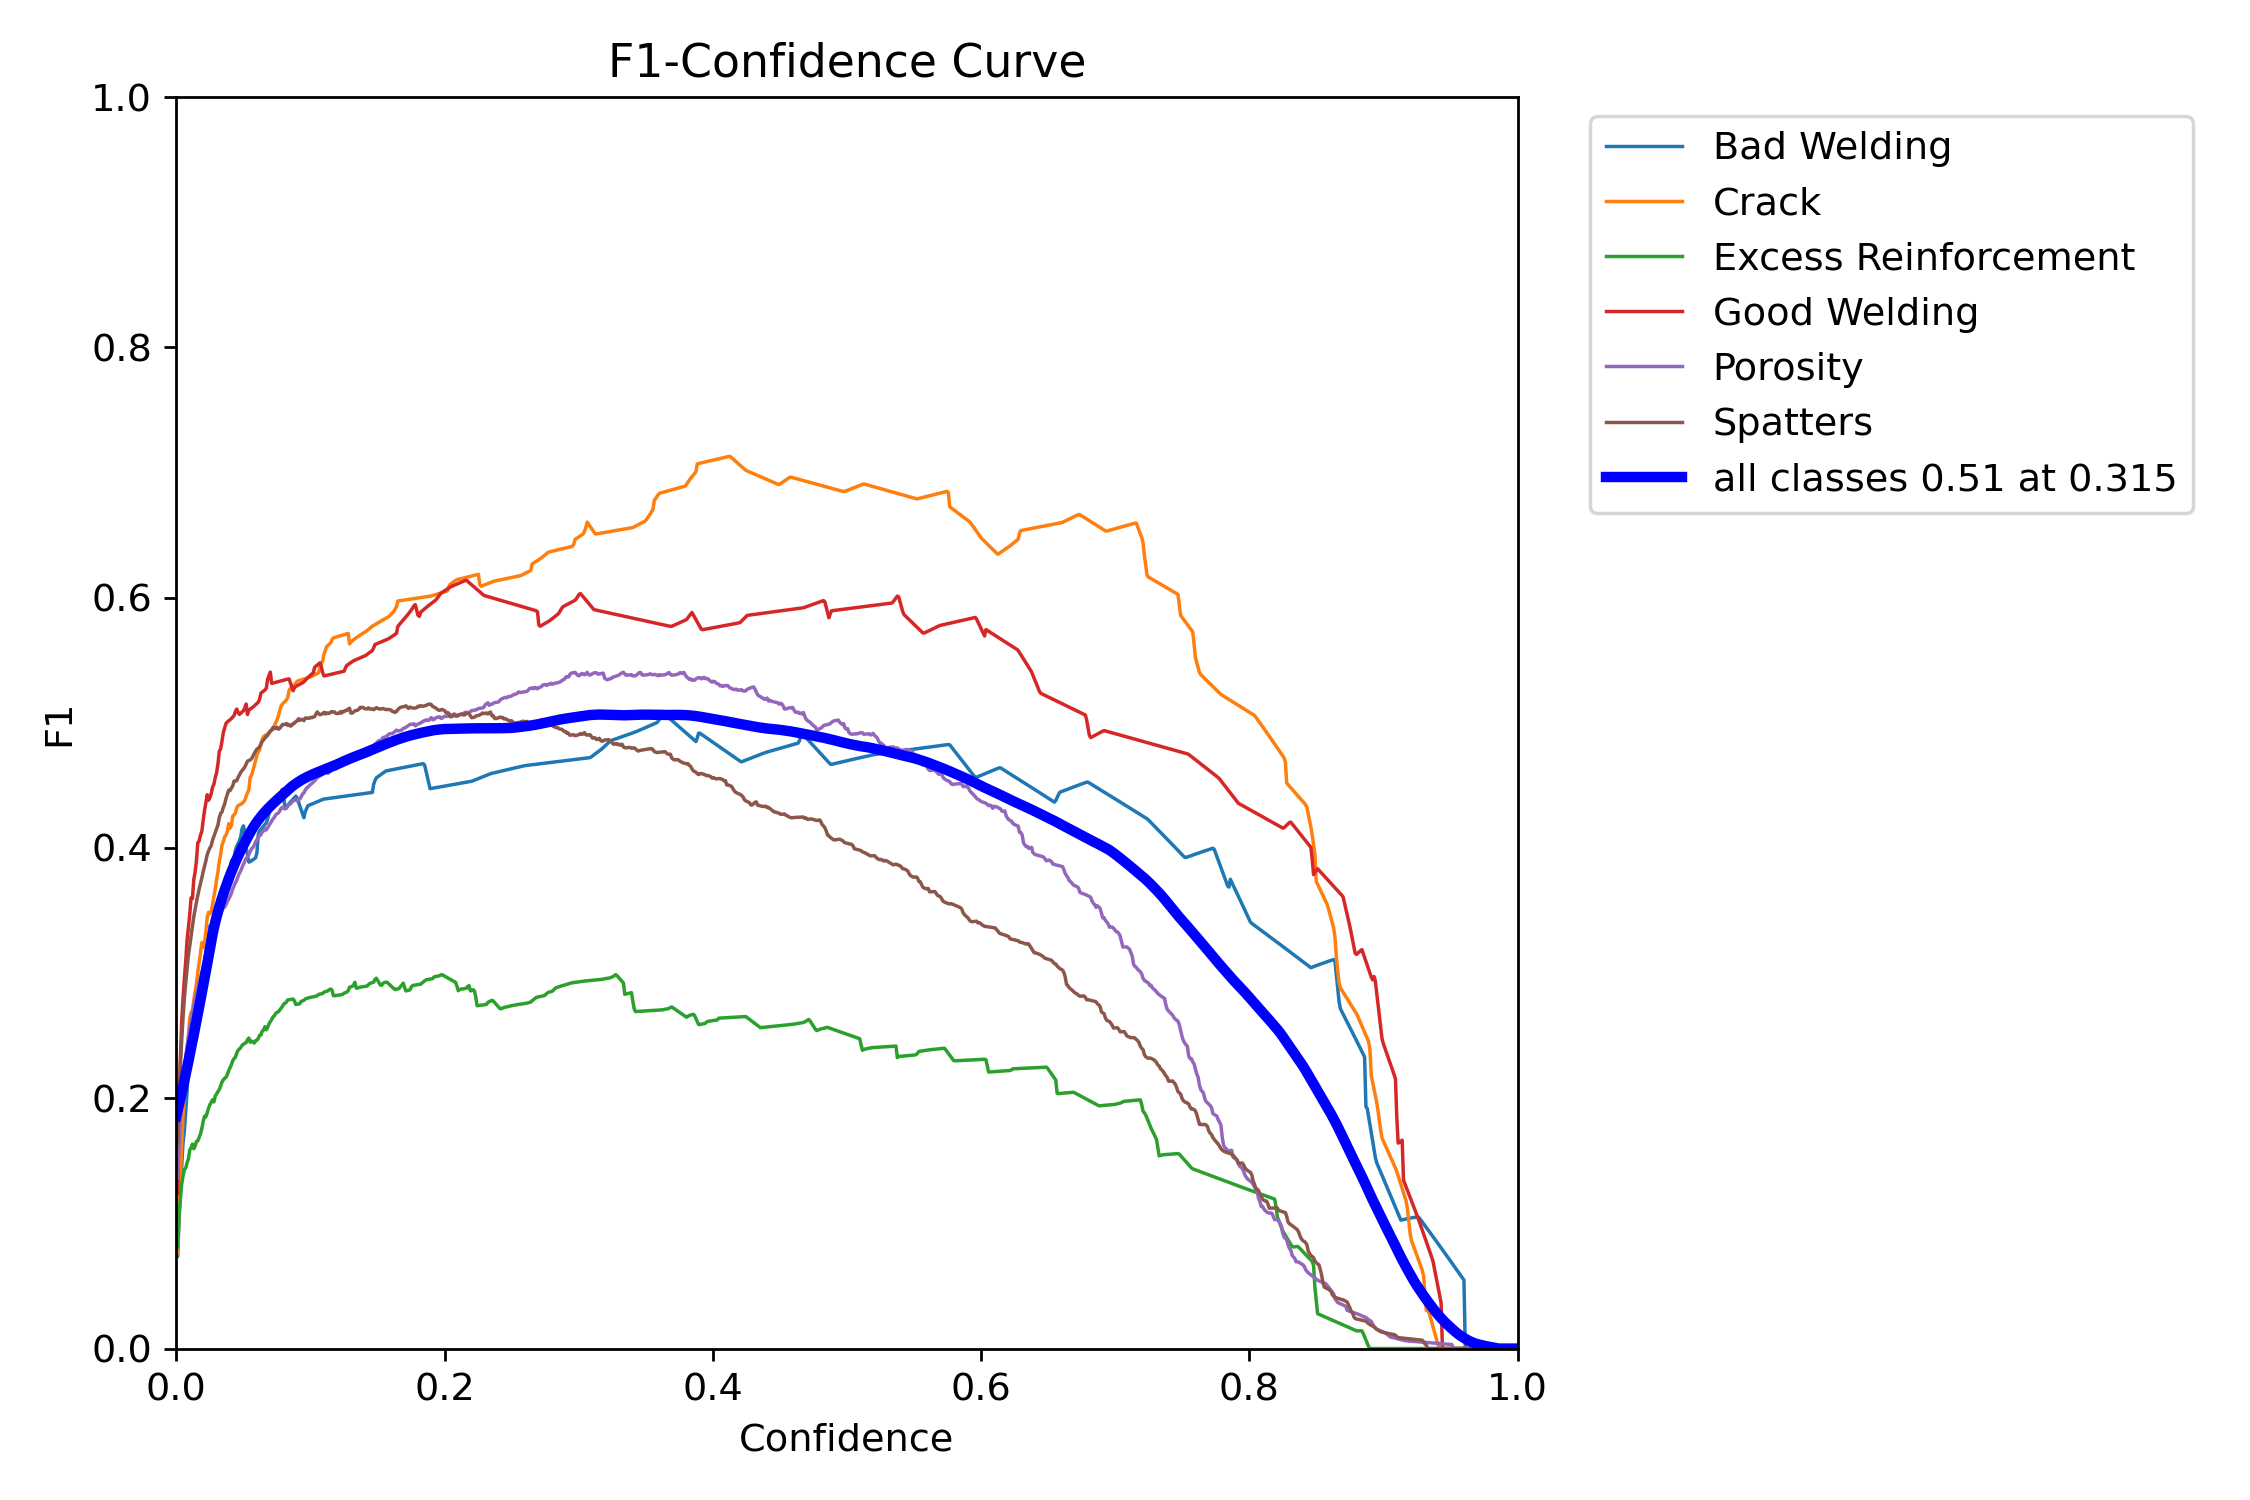 F1-Confidence Curve
1.0
0.8
0.6
0.4
0.2
0.0
F1
0.0 0.2 0.4 0.6 0.8 1.0
Confidence
Bad Welding
Crack
Excess Reinforcement
Good Welding
Porosity
Spatters
all classes 0.51 at 0.315